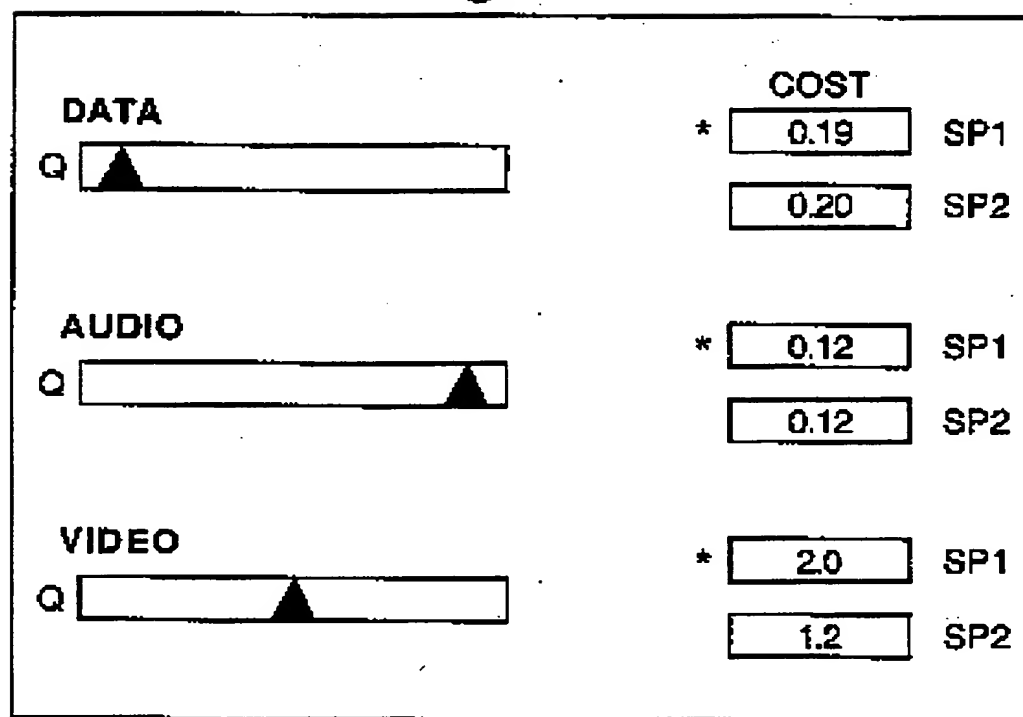 COST
DATA
* 0.19 SP1
Q
0.20 SP2
AUDIO
* 0.12 SP1
Q
0.12 SP2
VIDEO
* 2.0 SP1
Q
1.2 SP2